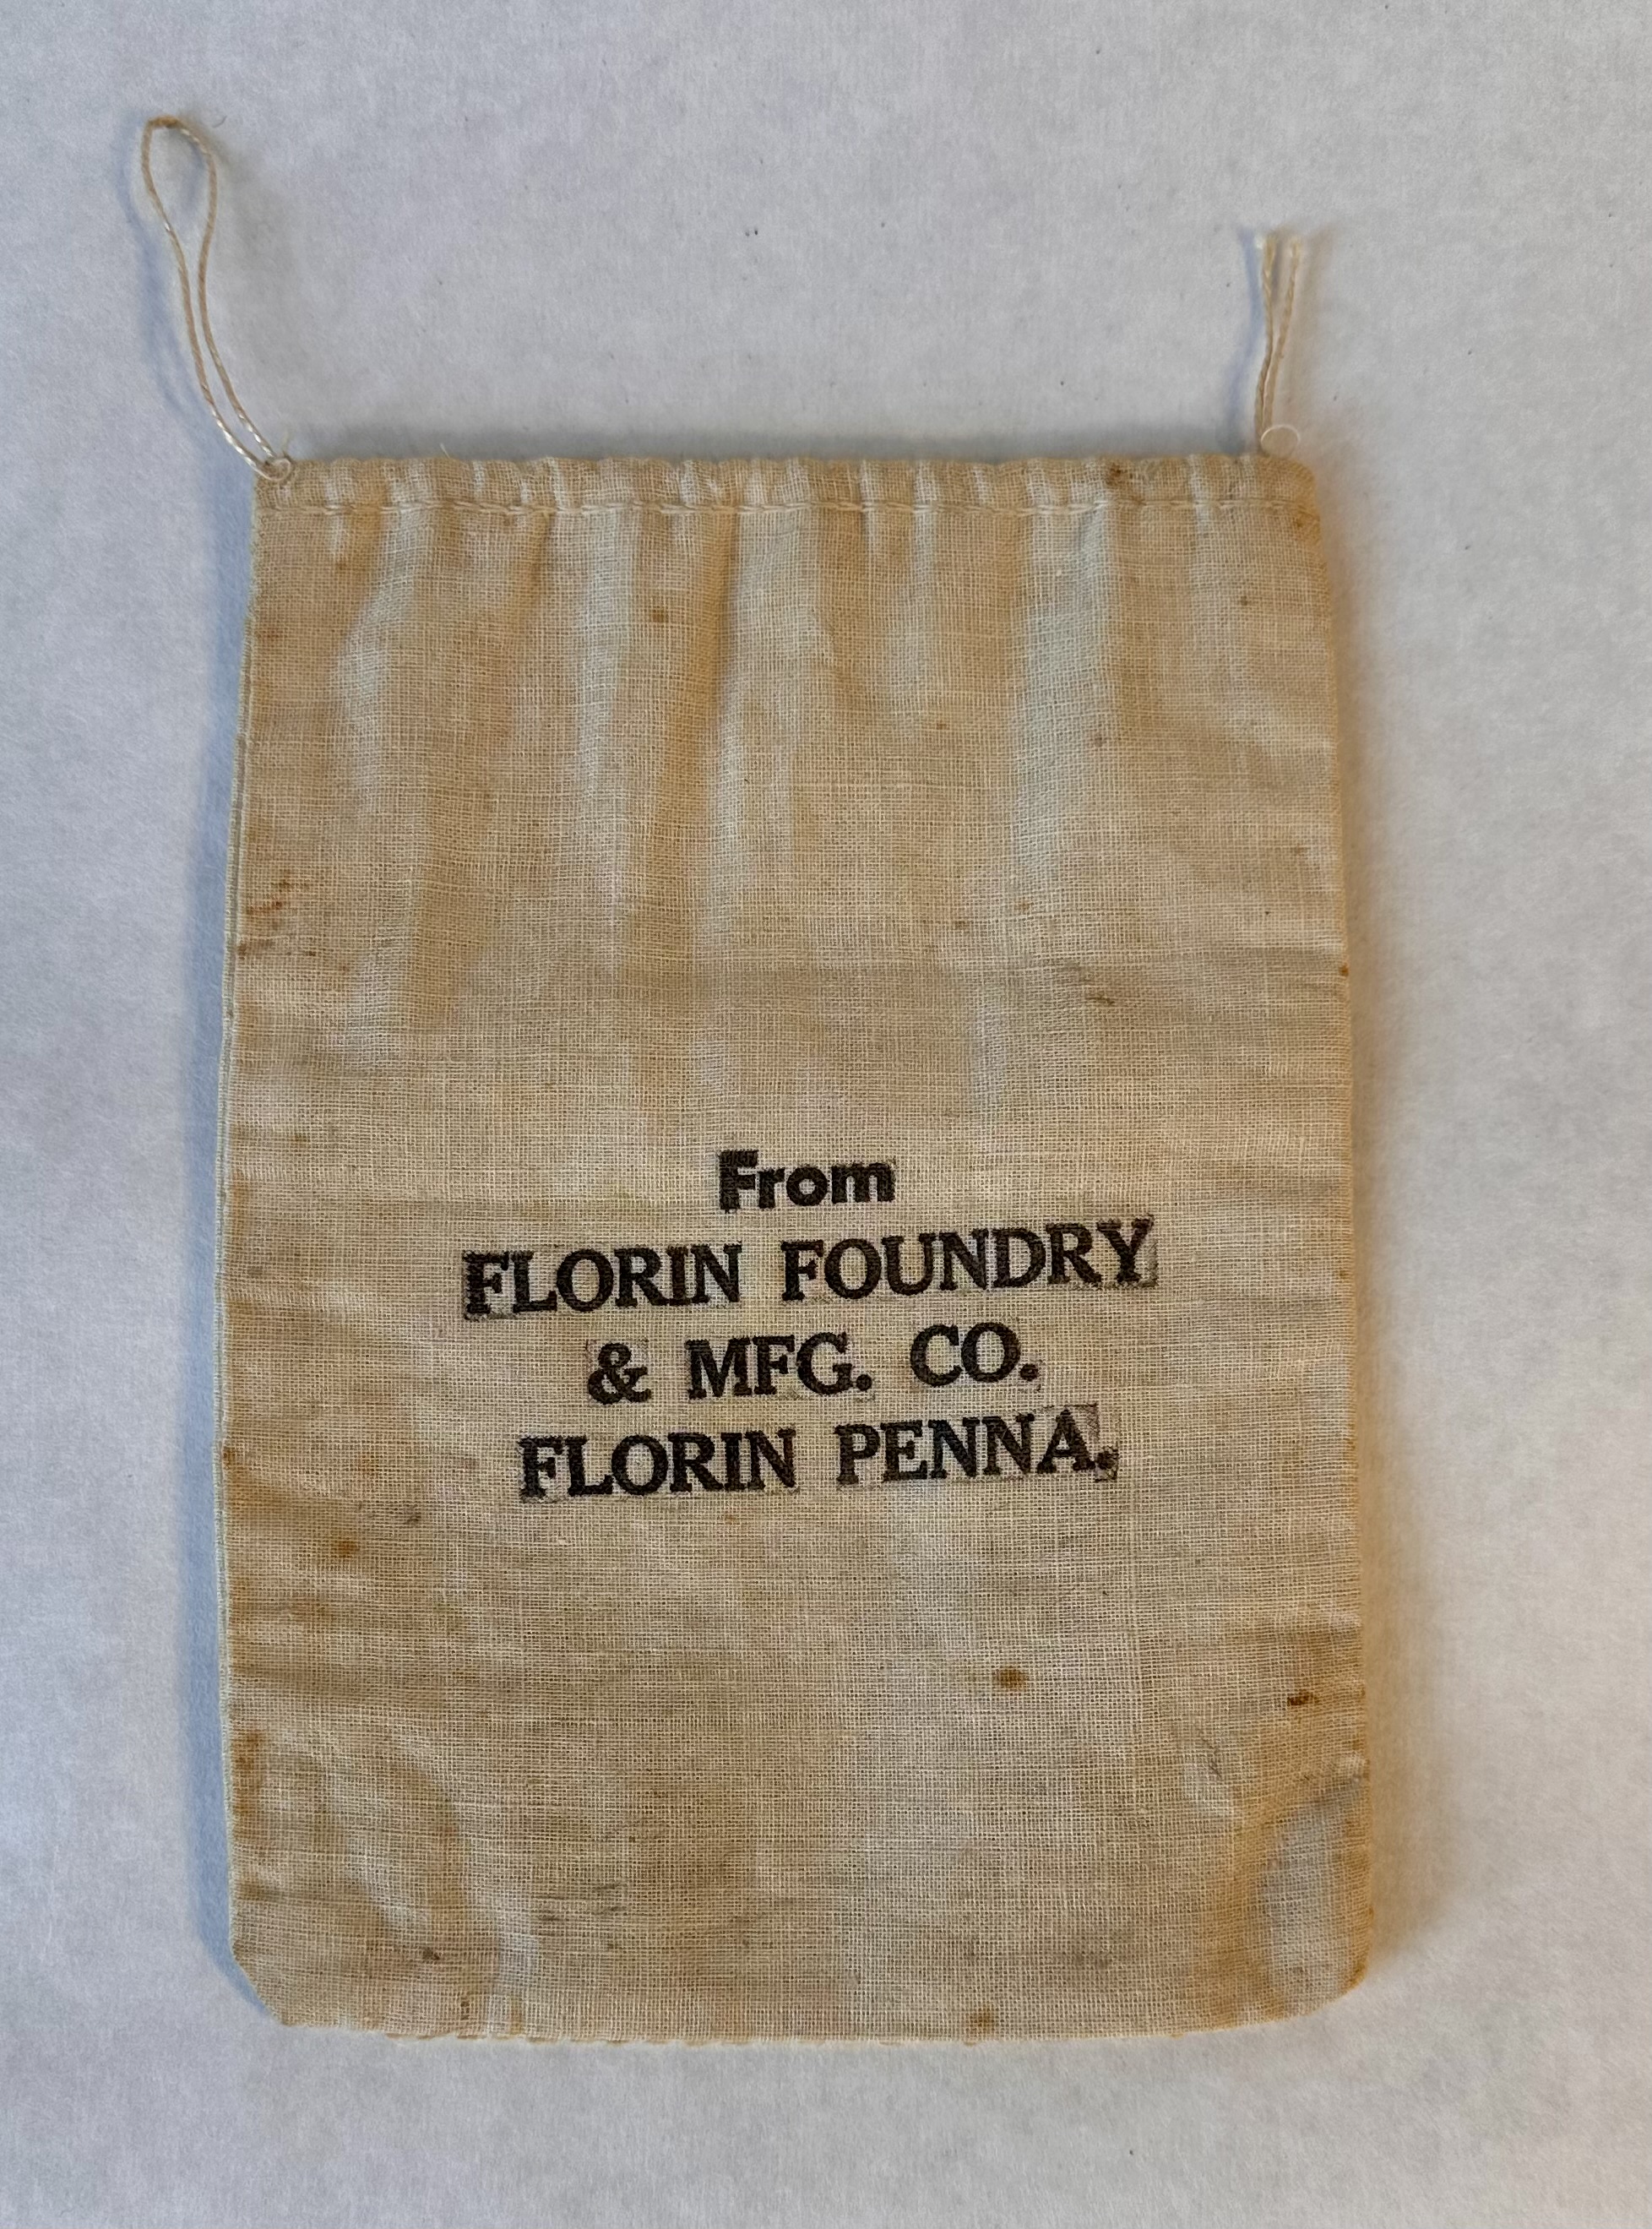 From
FLORIN FOUNDRY
& MFG. CO.
FLORIN PENNA.